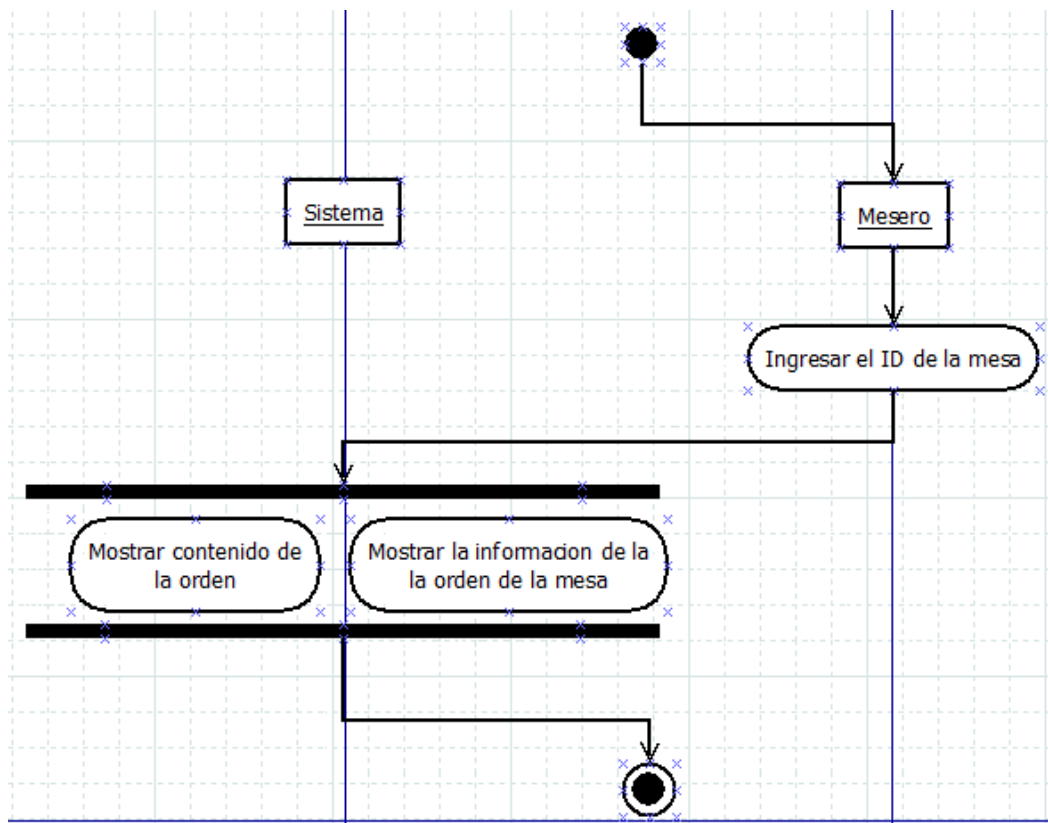 Sistema
Mesero
Ingresar el ID de la mesa
Mostrar contenido de
la orden
Mostrar la informacion de la
la orden de la mesa